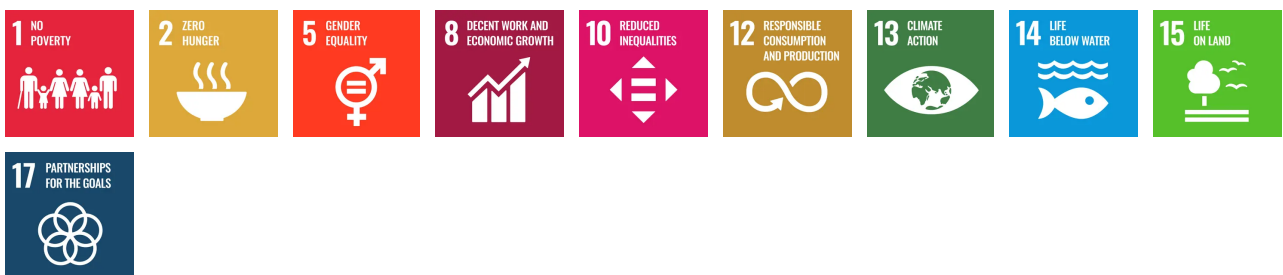 1 NO
POVERTY
2 ZERO
HUNGER
5 GENDER
EQUALITY
8 DECENT WORK AND
ECONOMIC GROWTH
10 REDUCED
INEQUALITIES
12 RESPONSIBLE
CONSUMPTION
AND PRODUCTION
13 CLIMATE
ACTION
14 LIFE
BELOW WATER
15 LIFE
ON LAND
17 PARTNERSHIPS
FOR THE GOALS